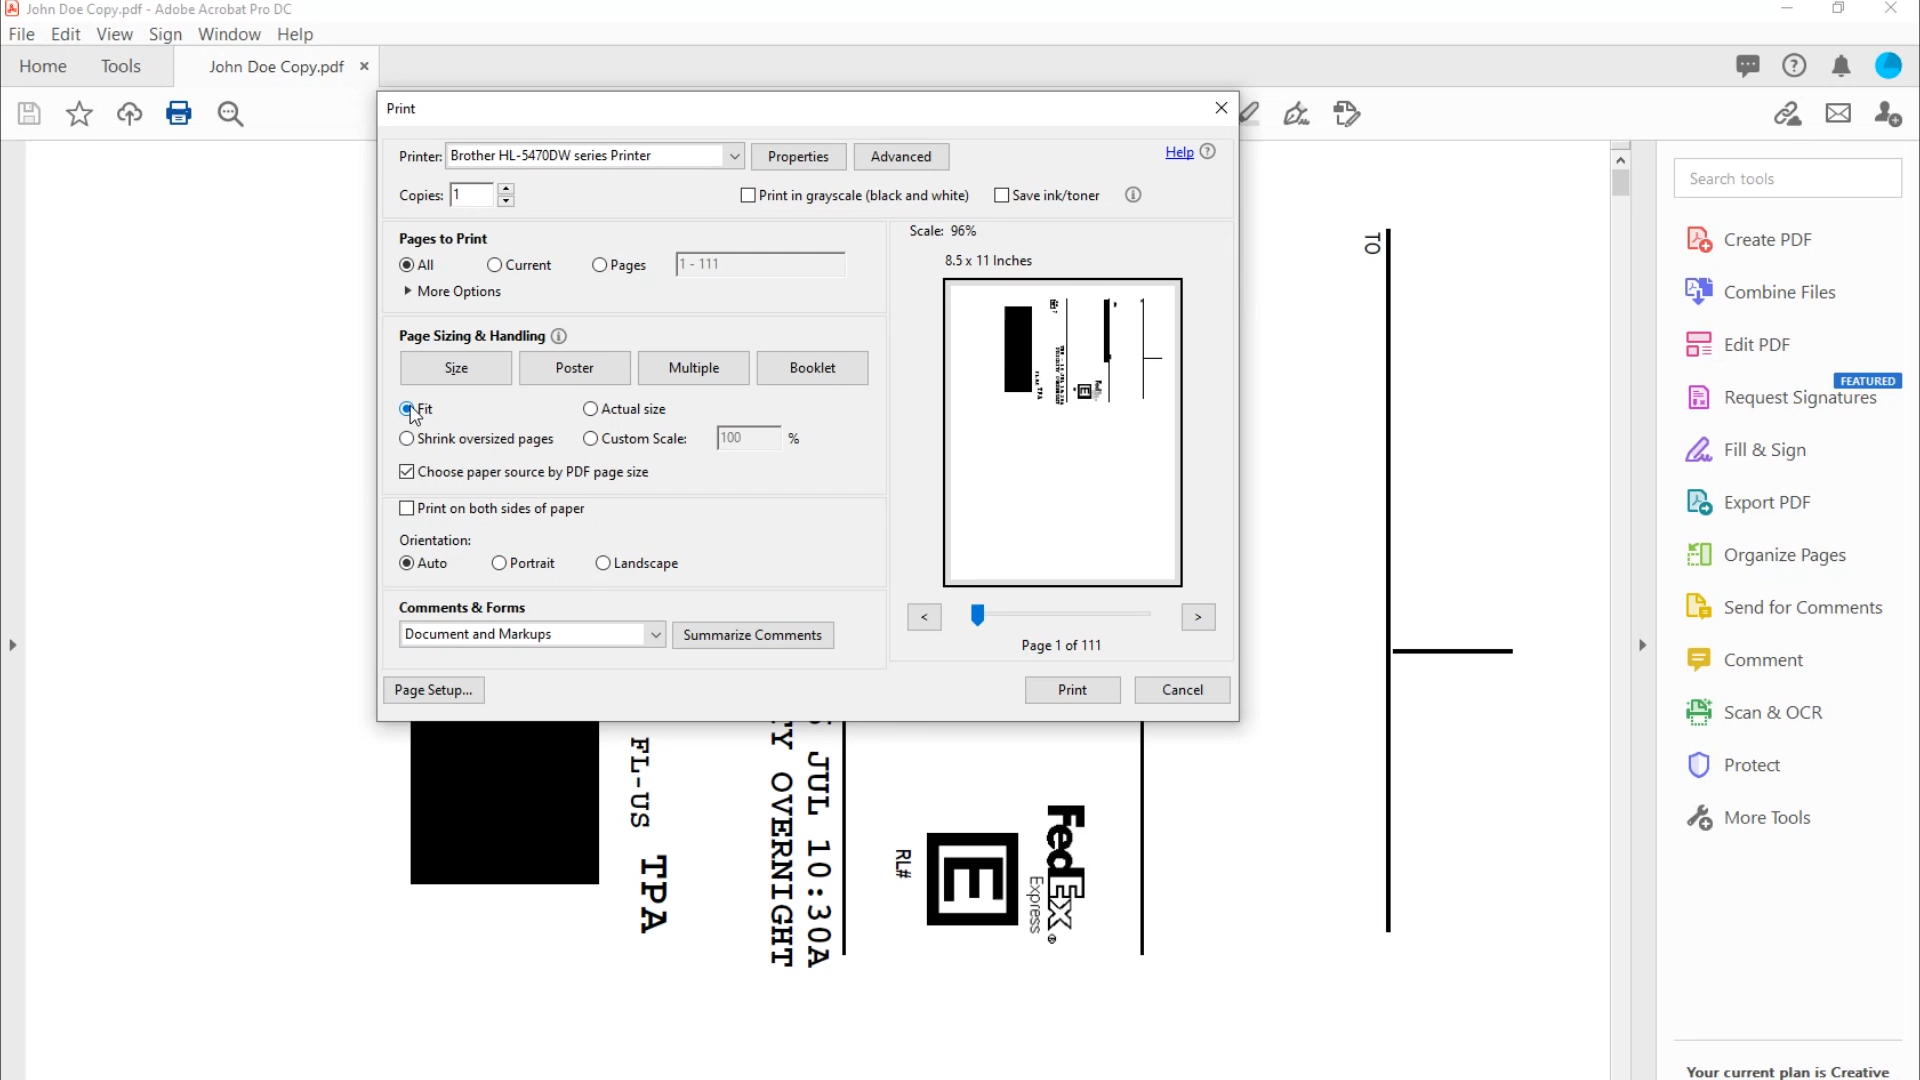 John Doe Copy.pdf - Adobe Acrobat Pro DC
File Edit View Sign Window Help
Home Tools John Doe Copy.pdf ×
Print
Printer: Brother HL-5470DW series Printer Properties Advanced Help
Copies: 1 Print in grayscale (black and white) Save ink/toner
Pages to Print
All Current Pages 1 - 111
More Options
Scale: 96%
8.5 x 11 Inches
Page Sizing & Handling
Size Poster Multiple Booklet
Fit Actual size
Shrink oversized pages Custom Scale: 100 %
Choose paper source by PDF page size
Print on both sides of paper
Orientation:
Auto Portrait Landscape
Comments & Forms
Document and Markups Summarize Comments
< >
Page 1 of 111
Page Setup... Print Cancel
TO
FedEx®
Express
E
RL#
JUL 10:30A
TY OVERNIGHT
FL-US TPA
Search tools
Create PDF
Combine Files
Edit PDF
FEATURED
Request Signatures
Fill & Sign
Export PDF
Organize Pages
Send for Comments
Comment
Scan & OCR
Protect
More Tools
Your current plan is Creative